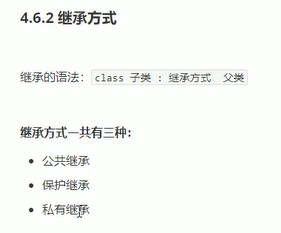 4.6.2 继承方式
继承的语法：class 子类 : 继承方式  父类
继承方式一共有三种：
公共继承
保护继承
私有继承